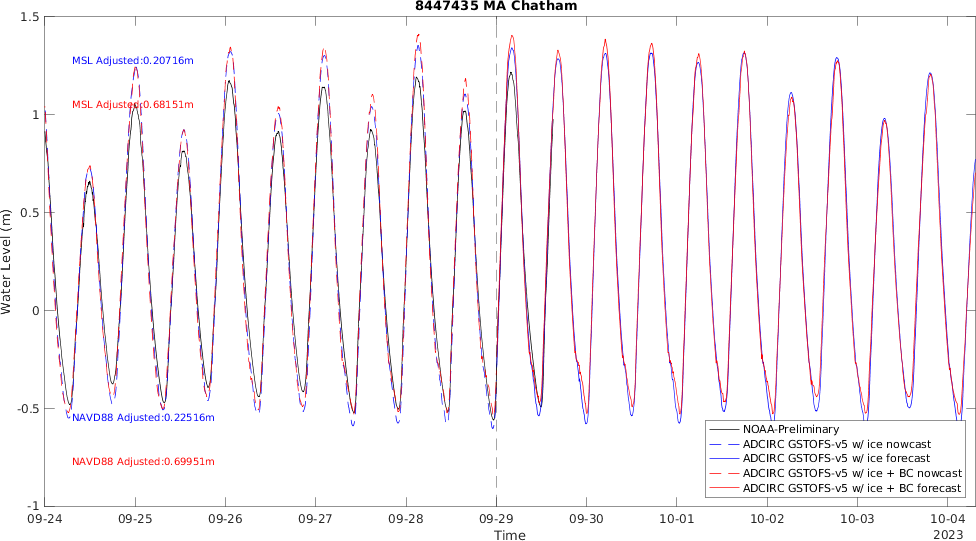 8447435 MA Chatham
1.5
1
0.5
0
-0.5
-1
Water Level (m)
MSL Adjusted:0.20716m
MSL Adjusted:0.68151m
NAVD88 Adjusted:0.22516m
NAVD88 Adjusted:0.69951m
NOAA-Preliminary
ADCIRC GSTOFS-v5 w/ ice nowcast
ADCIRC GSTOFS-v5 w/ ice forecast
ADCIRC GSTOFS-v5 w/ ice + BC nowcast
ADCIRC GSTOFS-v5 w/ ice + BC forecast
09-24 09-25 09-26 09-27 09-28 09-29 09-30 10-01 10-02 10-03 10-04
2023
Time